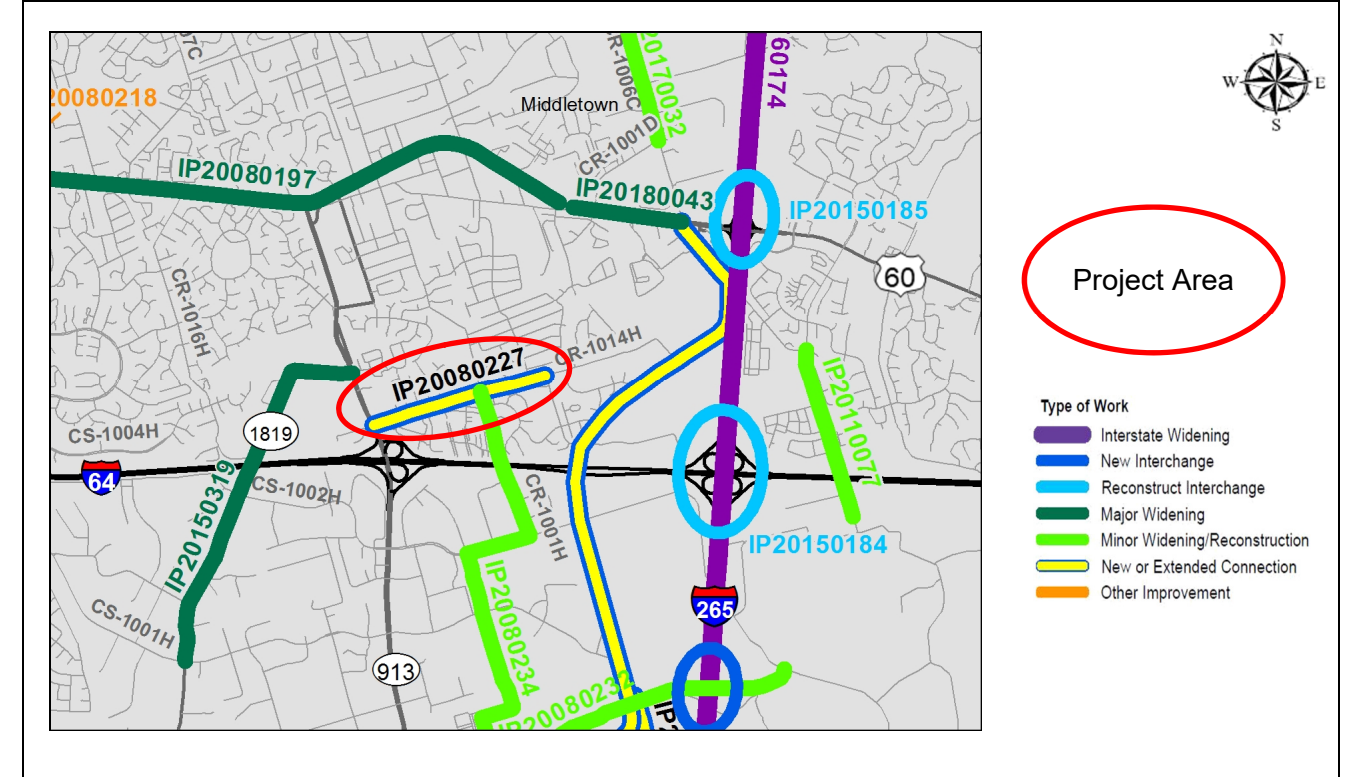 Middletown
67C
20080218
IP20080197
CR-1006C
20170032
CR-1001D
60174
IP20180043
IP20150185
60
N
W
E
S
Project Area
CR-1016H
IP20080227
CR-1014H
IP20110077
CS-1004H
1819
64
CS-1002H
IP20150319
CR-1001H
IP20150184
265
CS-1001H
913
IP20080234
IP20080232
Type of Work
Interstate Widening
New Interchange
Reconstruct Interchange
Major Widening
Minor Widening/Reconstruction
New or Extended Connection
Other Improvement